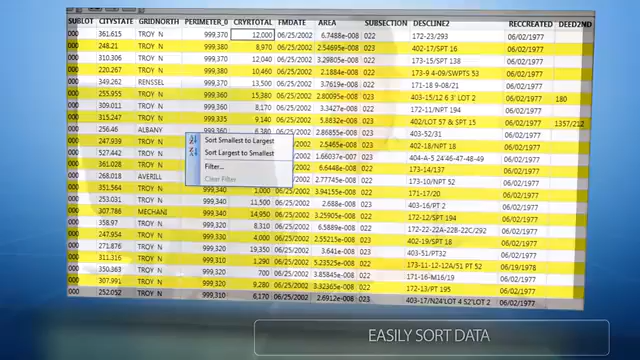 SUBLOT CITYSTATE GRIDNORTH PERIMETER_0 CRYRTOTAL FMDATE AREA SUBSECTION DESCLINE2 RECCREATED DEED2ND
000 361.615 TROY N 999,370 12,000 06/25/2002 6.7488e-008 022 172-23/293 06/02/1977
000 248.21 TROY N 999,380 8,970 06/25/2002 2.54695e-008 023 402-17/SPT 16 06/02/1977
000 310.306 TROY N 999,370 12,040 06/25/2002 3.29805e-008 022 173-15/SPT 138 06/02/1977
000 220.267 TROY N 999,380 10,460 06/25/2002 2.1884e-008 022 173-9 4-09/SWPTS 53 06/02/1977
000 349.26 RENSSEL 999,370 13,500 06/25/2002 3.7619e-008 022 171-18 9-08/1 06/02/1977
000 255.955 TROY N 999,380 15,380 06/25/2002 2.6444e-008 023 403-15/12 6 3' LOT 2 06/02/1977 180
000 309.011 TROY N 999,360 8,170 06/25/2002 3.3427e-008 022 172-11/NPT 194 06/02/1977
000 315.247 TROY N 999,335 9,140 06/25/2002 5.8832e-008 023 402/LOT 57 & SPT 15 06/02/1977 1357/212
000 256.46 ALBANY 999,360 6,380 06/25/2002 2.86855e-008 023 403-52/31 06/02/1977
000 247.939 TROY N 2.5465e-008 023 402-18/SPT 16 06/02/1977
000 527.442 TROY N 1.66037e-007 023 404-A-5 24'46-47-48-49 06/02/1977
000 361.028 TROY N 6.6448e-008 022 173-14/137 06/02/1977
000 268.018 AVERILL 022 173-10/NPT 52 06/02/1977
000 351.564 TROY N 999,340 1,000 06/25/2002 3.94155e-008 022 171-17/20 06/02/1977
000 253.031 TROY N 999,340 11,500 06/25/2002 2.6905e-008 023 403-16/PT 2 06/02/1977
000 307.786 MECHANI 999,340 14,950 06/25/2002 3.25905e-008 022 172-12/SPT 194 06/02/1977
000 358.97 TROY N 999,320 8,310 06/25/2002 6.5889e-008 022 172-22-22A-22B-22C/292 06/02/1977
000 247.954 TROY N 999,330 4,000 06/25/2002 2.55215e-008 023 402-19/SPT 18 06/02/1977
000 271.876 TROY N 999,320 19,350 06/25/2002 3.641e-008 023 403-51/PT32 06/02/1977
000 311.316 TROY N 999,310 1,290 06/25/2002 5.23525e-008 022 173-11-12-12A/51 PT 52 06/19/1978
000 350.363 TROY N 999,320 700 06/25/2002 3.85845e-008 022 171-16-M16/19 06/02/1977
000 307.991 TROY N 999,310 9,280 06/25/2002 3.32365e-008 022 172-13/PT 195 06/02/1977
000 252.052 TROY N 999,310 6,170 06/25/2002 2.6912e-008 023 403-17/N24'LOT 4 S2'LOT 2 06/02/1977
Sort Smallest to Largest
Sort Largest to Smallest
Filter...
Clear Filter
EASILY SORT DATA